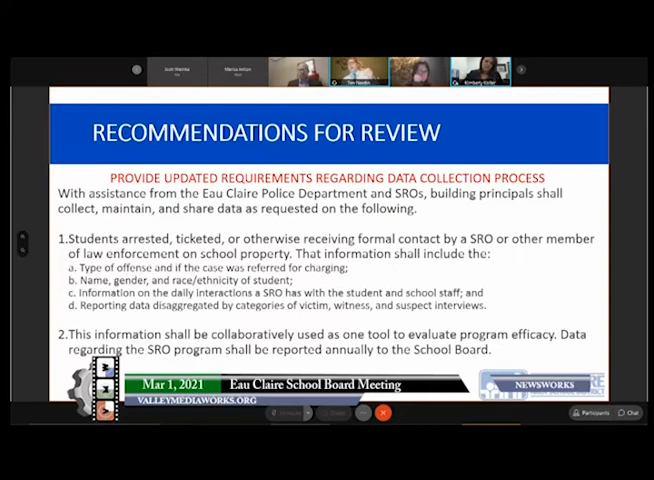 Scott Weinke
Marisa Anton
Tim Nordin
Kimberly Koller
RECOMMENDATIONS FOR REVIEW
PROVIDE UPDATED REQUIREMENTS REGARDING DATA COLLECTION PROCESS
With assistance from the Eau Claire Police Department and SROs, building principals shall
collect, maintain, and share data as requested on the following.
1.Students arrested, ticketed, or otherwise receiving formal contact by a SRO or other member
of law enforcement on school property. That information shall include the:
a. Type of offense and if the case was referred for charging;
b. Name, gender, and race/ethnicity of student;
c. Information on the daily interactions a SRO has with the student and school staff; and
d. Reporting data disaggregated by categories of victim, witness, and suspect interviews.
2.This information shall be collaboratively used as one tool to evaluate program efficacy. Data
regarding the SRO program shall be reported annually to the School Board.
Mar 1, 2021 Eau Claire School Board Meeting
NEWSWORKS
VALLEYMEDIAWORKS.ORG
Participants
Chat